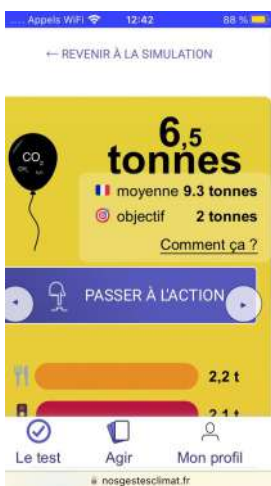 ..... Appels WiFi 12:42 88 %
← REVENIR À LA SIMULATION
CO2
6,5
tonnes
moyenne 9.3 tonnes
objectif 2 tonnes
Comment ça ?
PASSER À L'ACTION
2,2 t
2,1 t
Le test Agir Mon profil
nosgestesclimat.fr